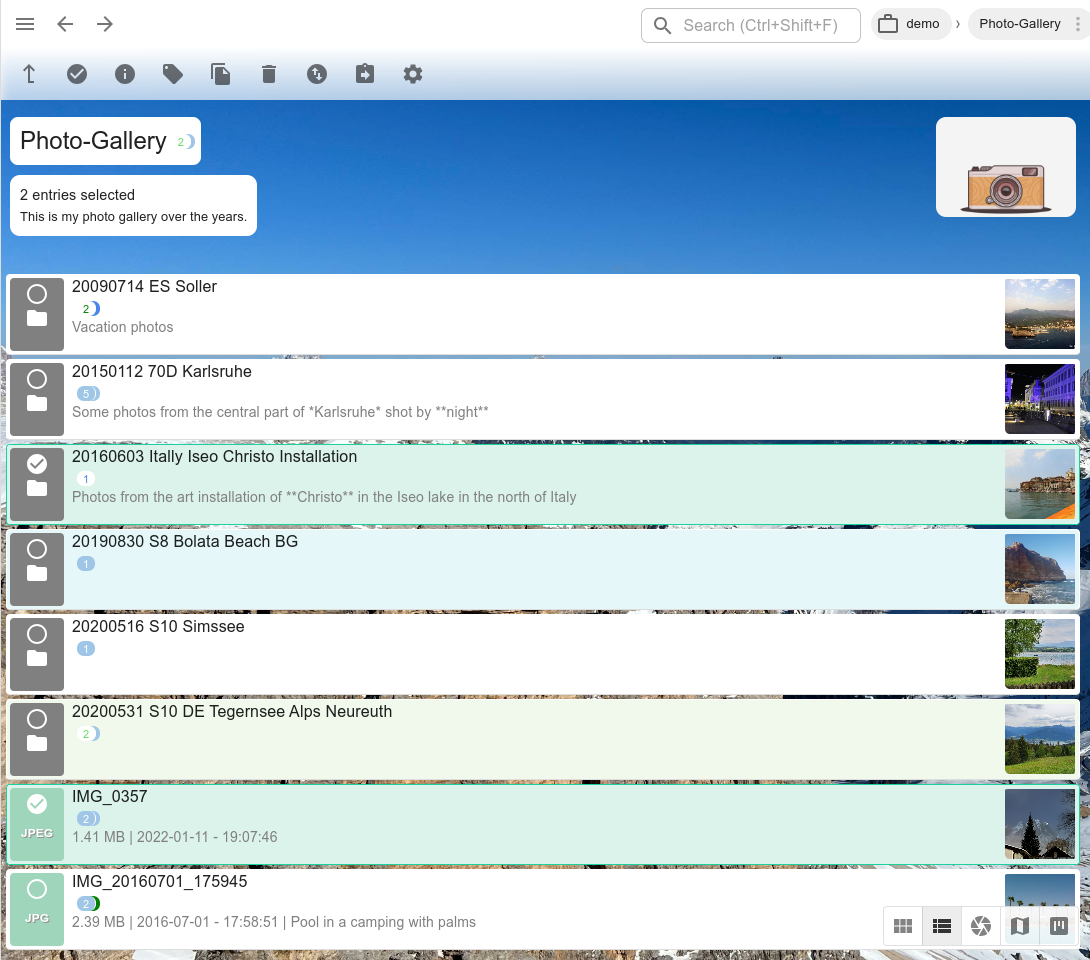 Search (Ctrl+Shift+F)
demo
Photo-Gallery
Photo-Gallery 2
2 entries selected
This is my photo gallery over the years.
20090714 ES Soller
2
Vacation photos
20150112 70D Karlsruhe
5
Some photos from the central part of *Karlsruhe* shot by **night**
20160603 Itally Iseo Christo Installation
1
Photos from the art installation of **Christo** in the Iseo lake in the north of Italy
20190830 S8 Bolata Beach BG
1
20200516 S10 Simssee
1
20200531 S10 DE Tegernsee Alps Neureuth
2
IMG_0357
2
JPEG
1.41 MB | 2022-01-11 - 19:07:46
IMG_20160701_175945
2
JPG
2.39 MB | 2016-07-01 - 17:58:51 | Pool in a camping with palms